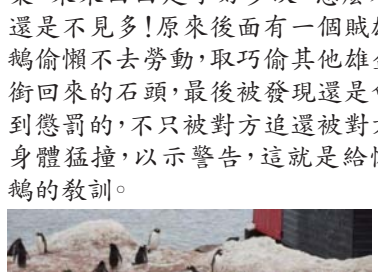 還是不見多!原來後面有一個賊
鵝偷懶不去勞動,取巧偷其他雄
銜回來的石頭,最後被發現還是
到懲罰的,不只被對方追還被對
身體猛撞,以示警告,這就是給
鵝的教訓。